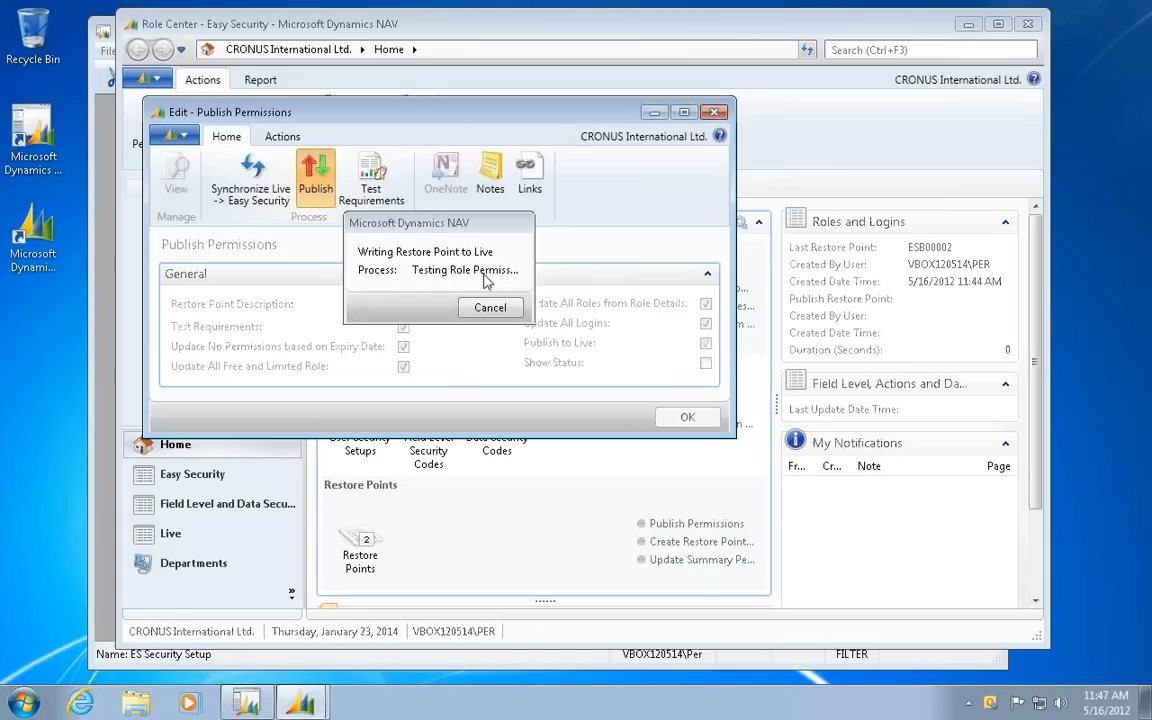 Recycle Bin
Microsoft
Dynamics ...
Microsoft
Dynami...
Role Center - Easy Security - Microsoft Dynamics NAV
CRONUS International Ltd.
Home
Search (Ctrl+F3)
Actions
Report
CRONUS International Ltd.
Edit - Publish Permissions
Home
Actions
CRONUS International Ltd.
View
Synchronize Live
-> Easy Security
Publish
Test
Requirements
OneNote
Notes
Links
Manage
Process
Microsoft Dynamics NAV
Writing Restore Point to Live
Process: Testing Role Permiss...
Cancel
Publish Permissions
General
Restore Point Description:
Test Requirements:
Update No Permissions based on Expiry Date:
Update All Free and Limited Role:
date All Roles from Role Details:
Update All Logins:
Publish to Live:
Show Status:
OK
Roles and Logins
Last Restore Point: ESB00002
Created By User: VBOX120514\PER
Created Date Time: 5/16/2012 11:44 AM
Publish Restore Point:
Created By User:
Created Date Time:
Duration (Seconds): 0
Field Level, Actions and Da...
Last Update Date Time:
My Notifications
Fr... Cr... Note Page
Home
Easy Security
Field Level and Data Secu...
Live
Departments
User Security
Setups
Field Level
Security
Codes
Data Security
Codes
Restore Points
2
Restore
Points
Publish Permissions
Create Restore Point...
Update Summary Pe...
CRONUS International Ltd.
Thursday, January 23, 2014
VBOX120514\PER
Name: ES Security Setup
VBOX120514\Per
FILTER
11:47 AM
5/16/2012